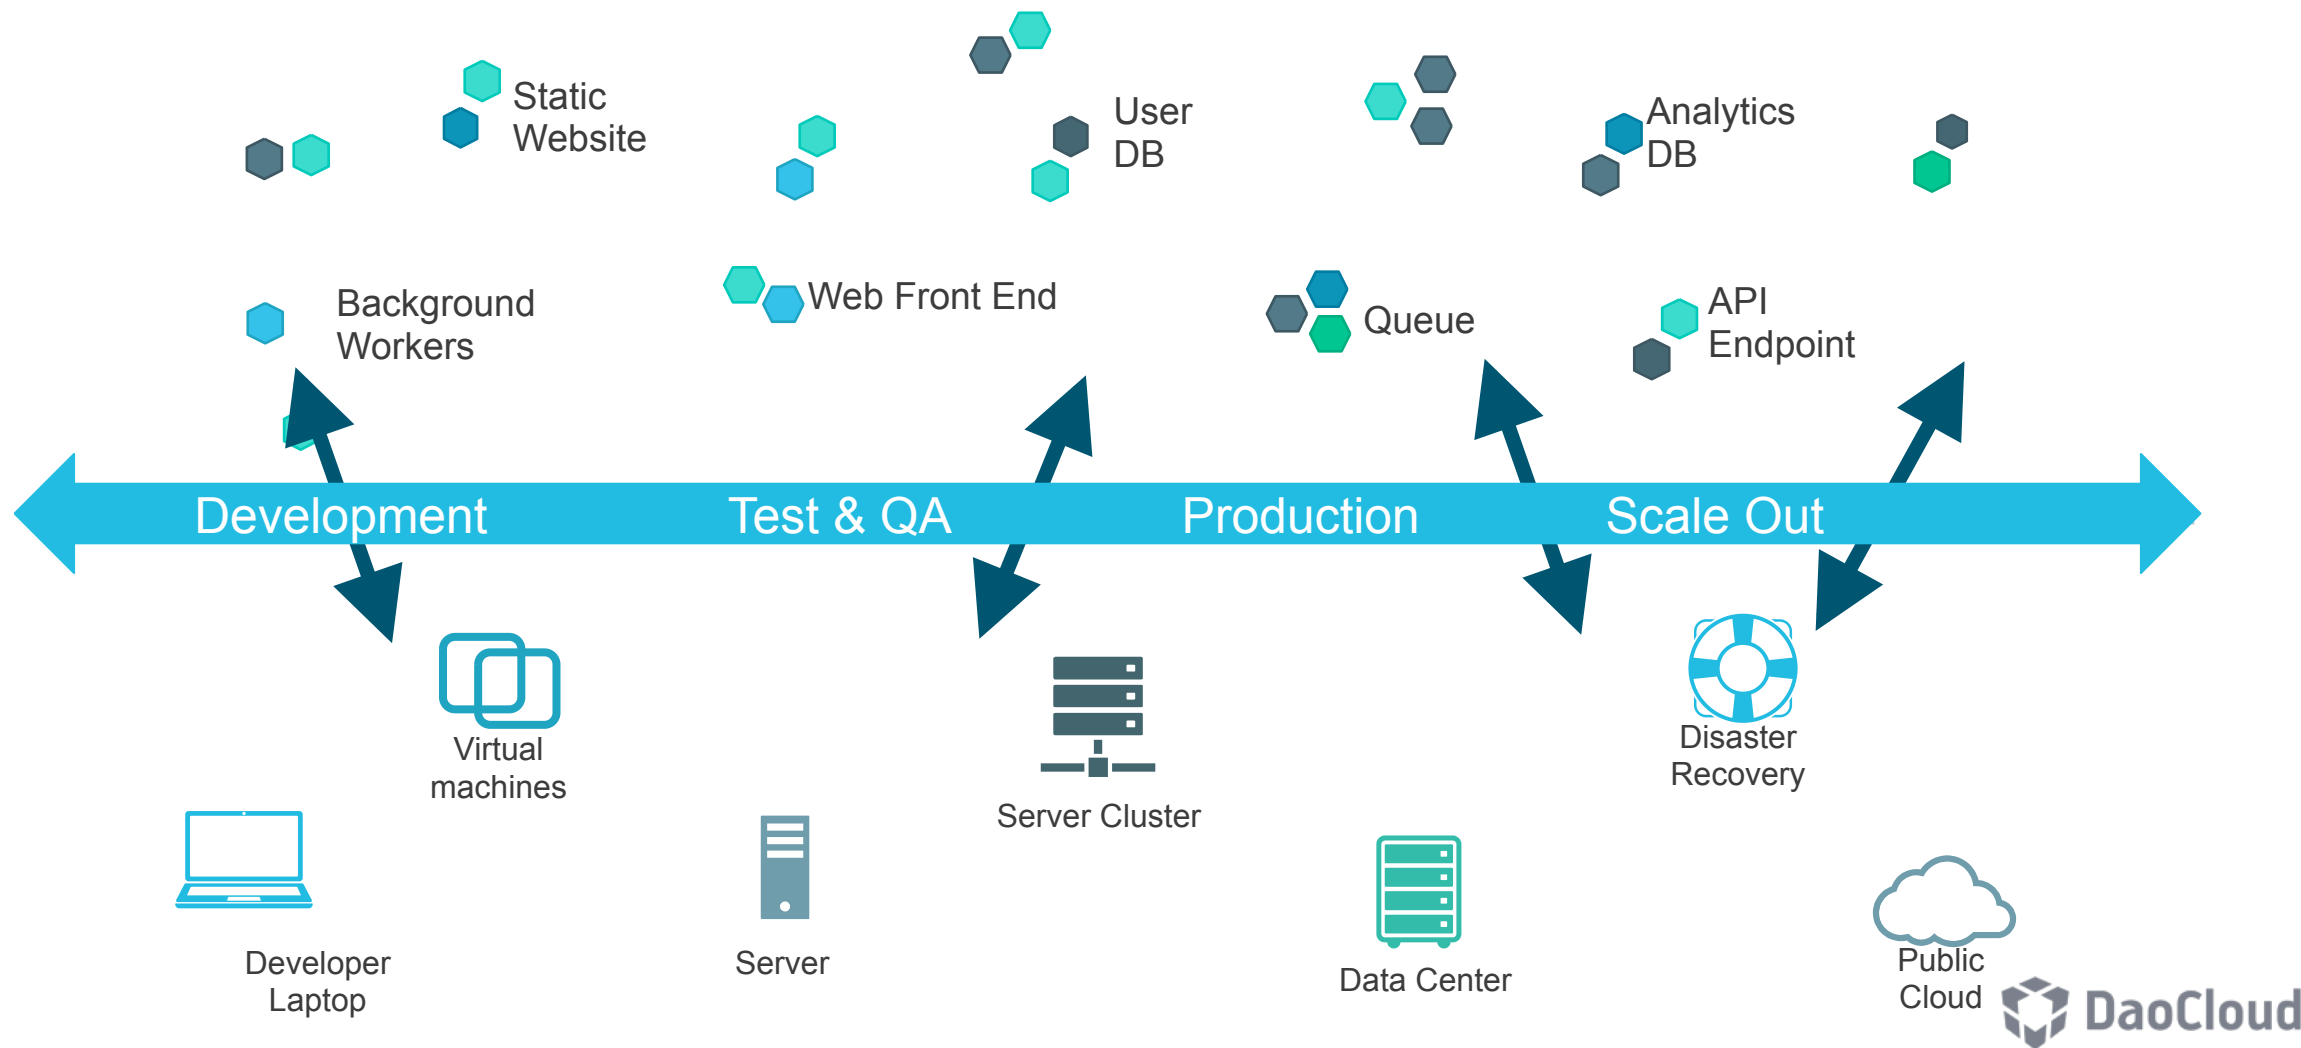 Static
Website
User
DB
Analytics
DB
Background
Workers
Web Front End
Queue
API
Endpoint
Development
Test & QA
Production
Scale Out
Virtual
machines
Server Cluster
Disaster
Recovery
Developer
Laptop
Server
Data Center
Public
Cloud
DaoCloud